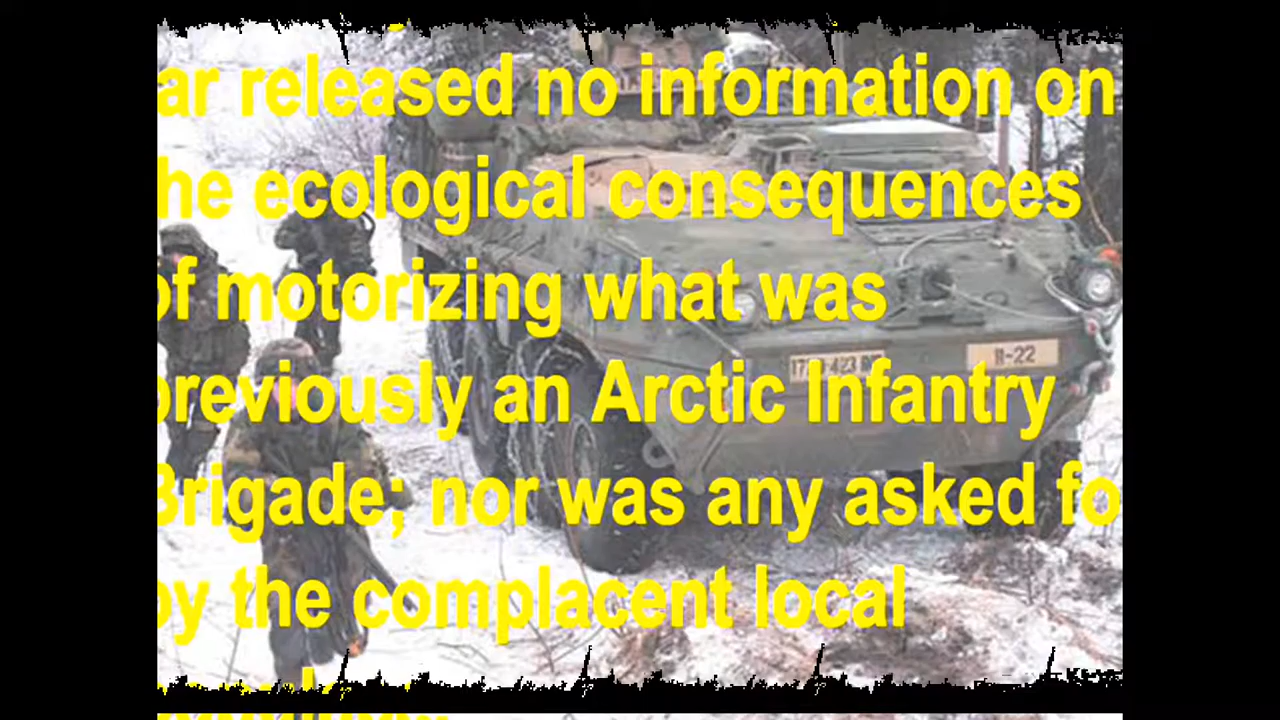 ar released no information on
he ecological consequences
of motorizing what was
previously an Arctic Infantry
Brigade; nor was any asked fo
by the complacent local
II-22